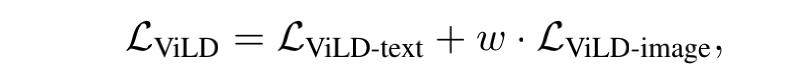 ℒ_ViLD = ℒ_ViLD-text + w · ℒ_ViLD-image,